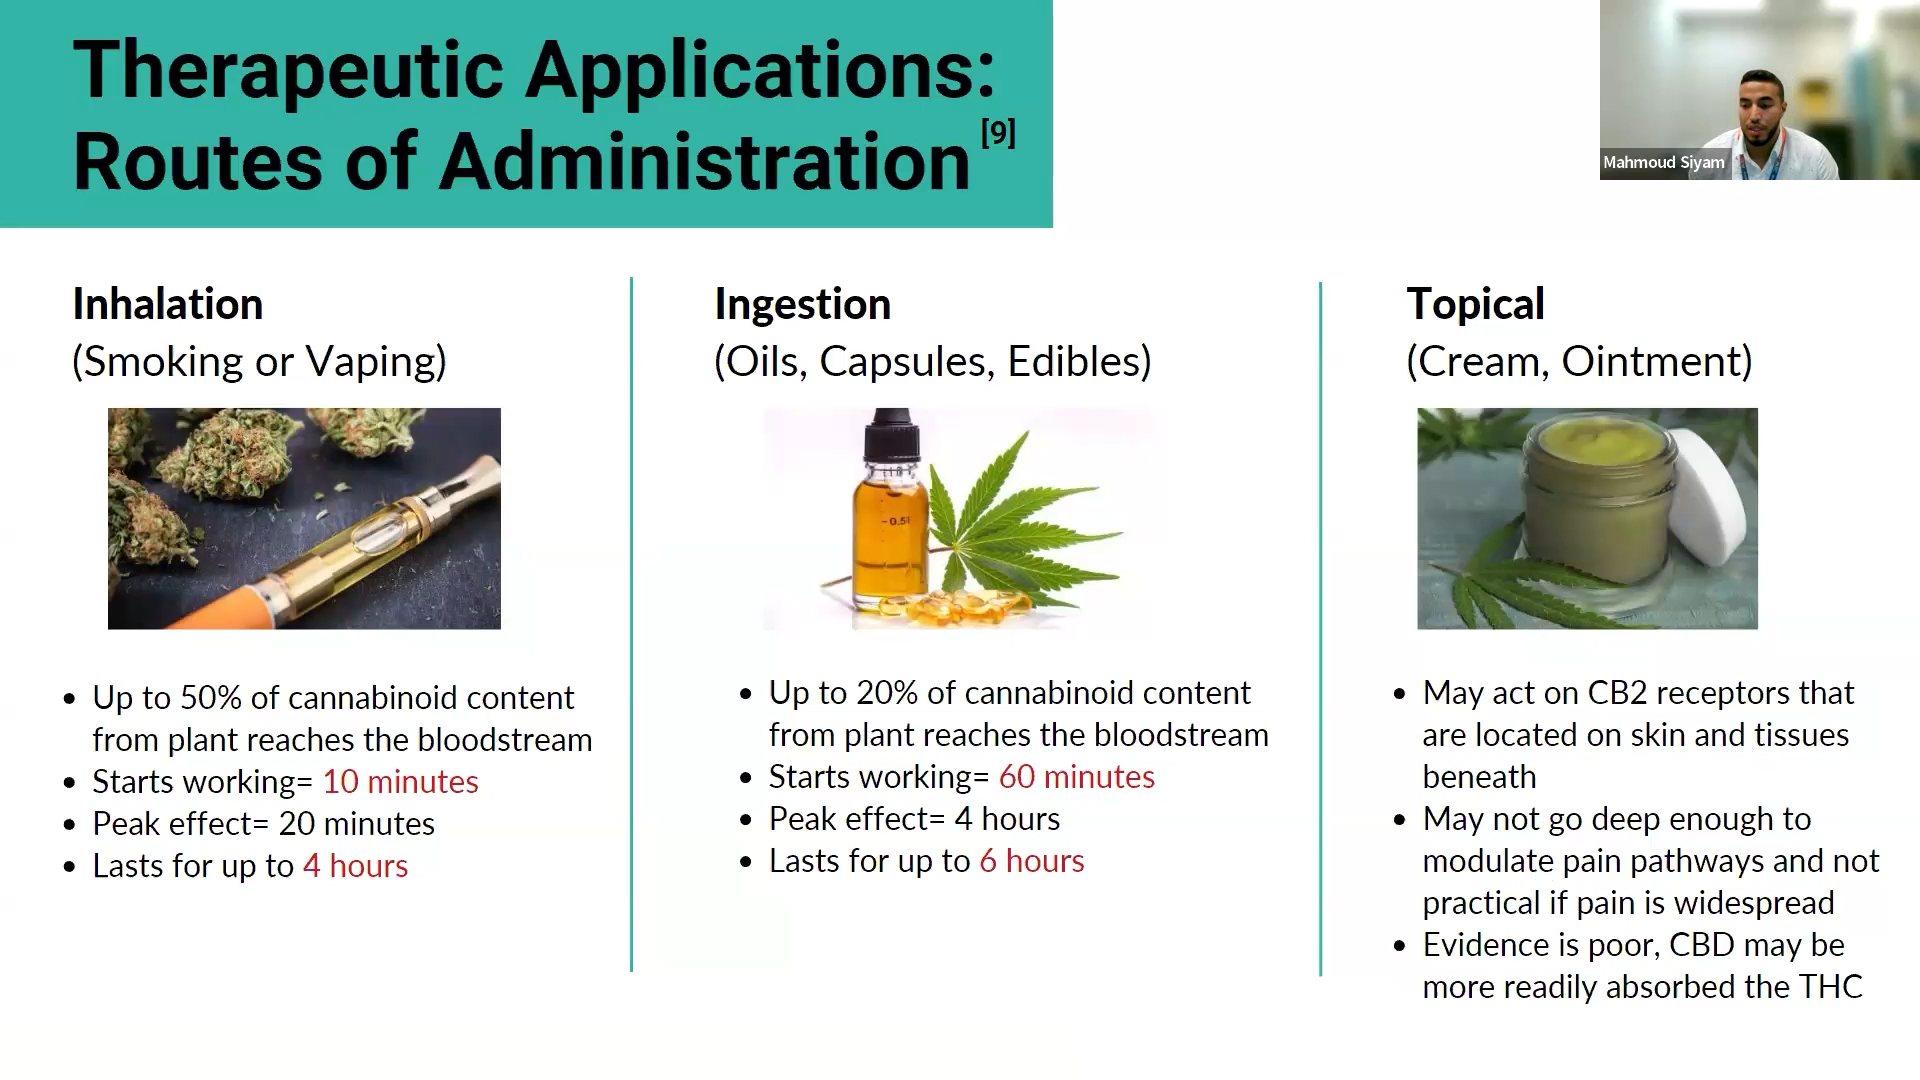 Therapeutic Applications:
Routes of Administration [9]
Mahmoud Siyam
Inhalation
(Smoking or Vaping)
• Up to 50% of cannabinoid content
from plant reaches the bloodstream
• Starts working= 10 minutes
• Peak effect= 20 minutes
• Lasts for up to 4 hours
Ingestion
(Oils, Capsules, Edibles)
• Up to 20% of cannabinoid content
from plant reaches the bloodstream
• Starts working= 60 minutes
• Peak effect= 4 hours
• Lasts for up to 6 hours
Topical
(Cream, Ointment)
• May act on CB2 receptors that
are located on skin and tissues
beneath
• May not go deep enough to
modulate pain pathways and not
practical if pain is widespread
• Evidence is poor, CBD may be
more readily absorbed the THC